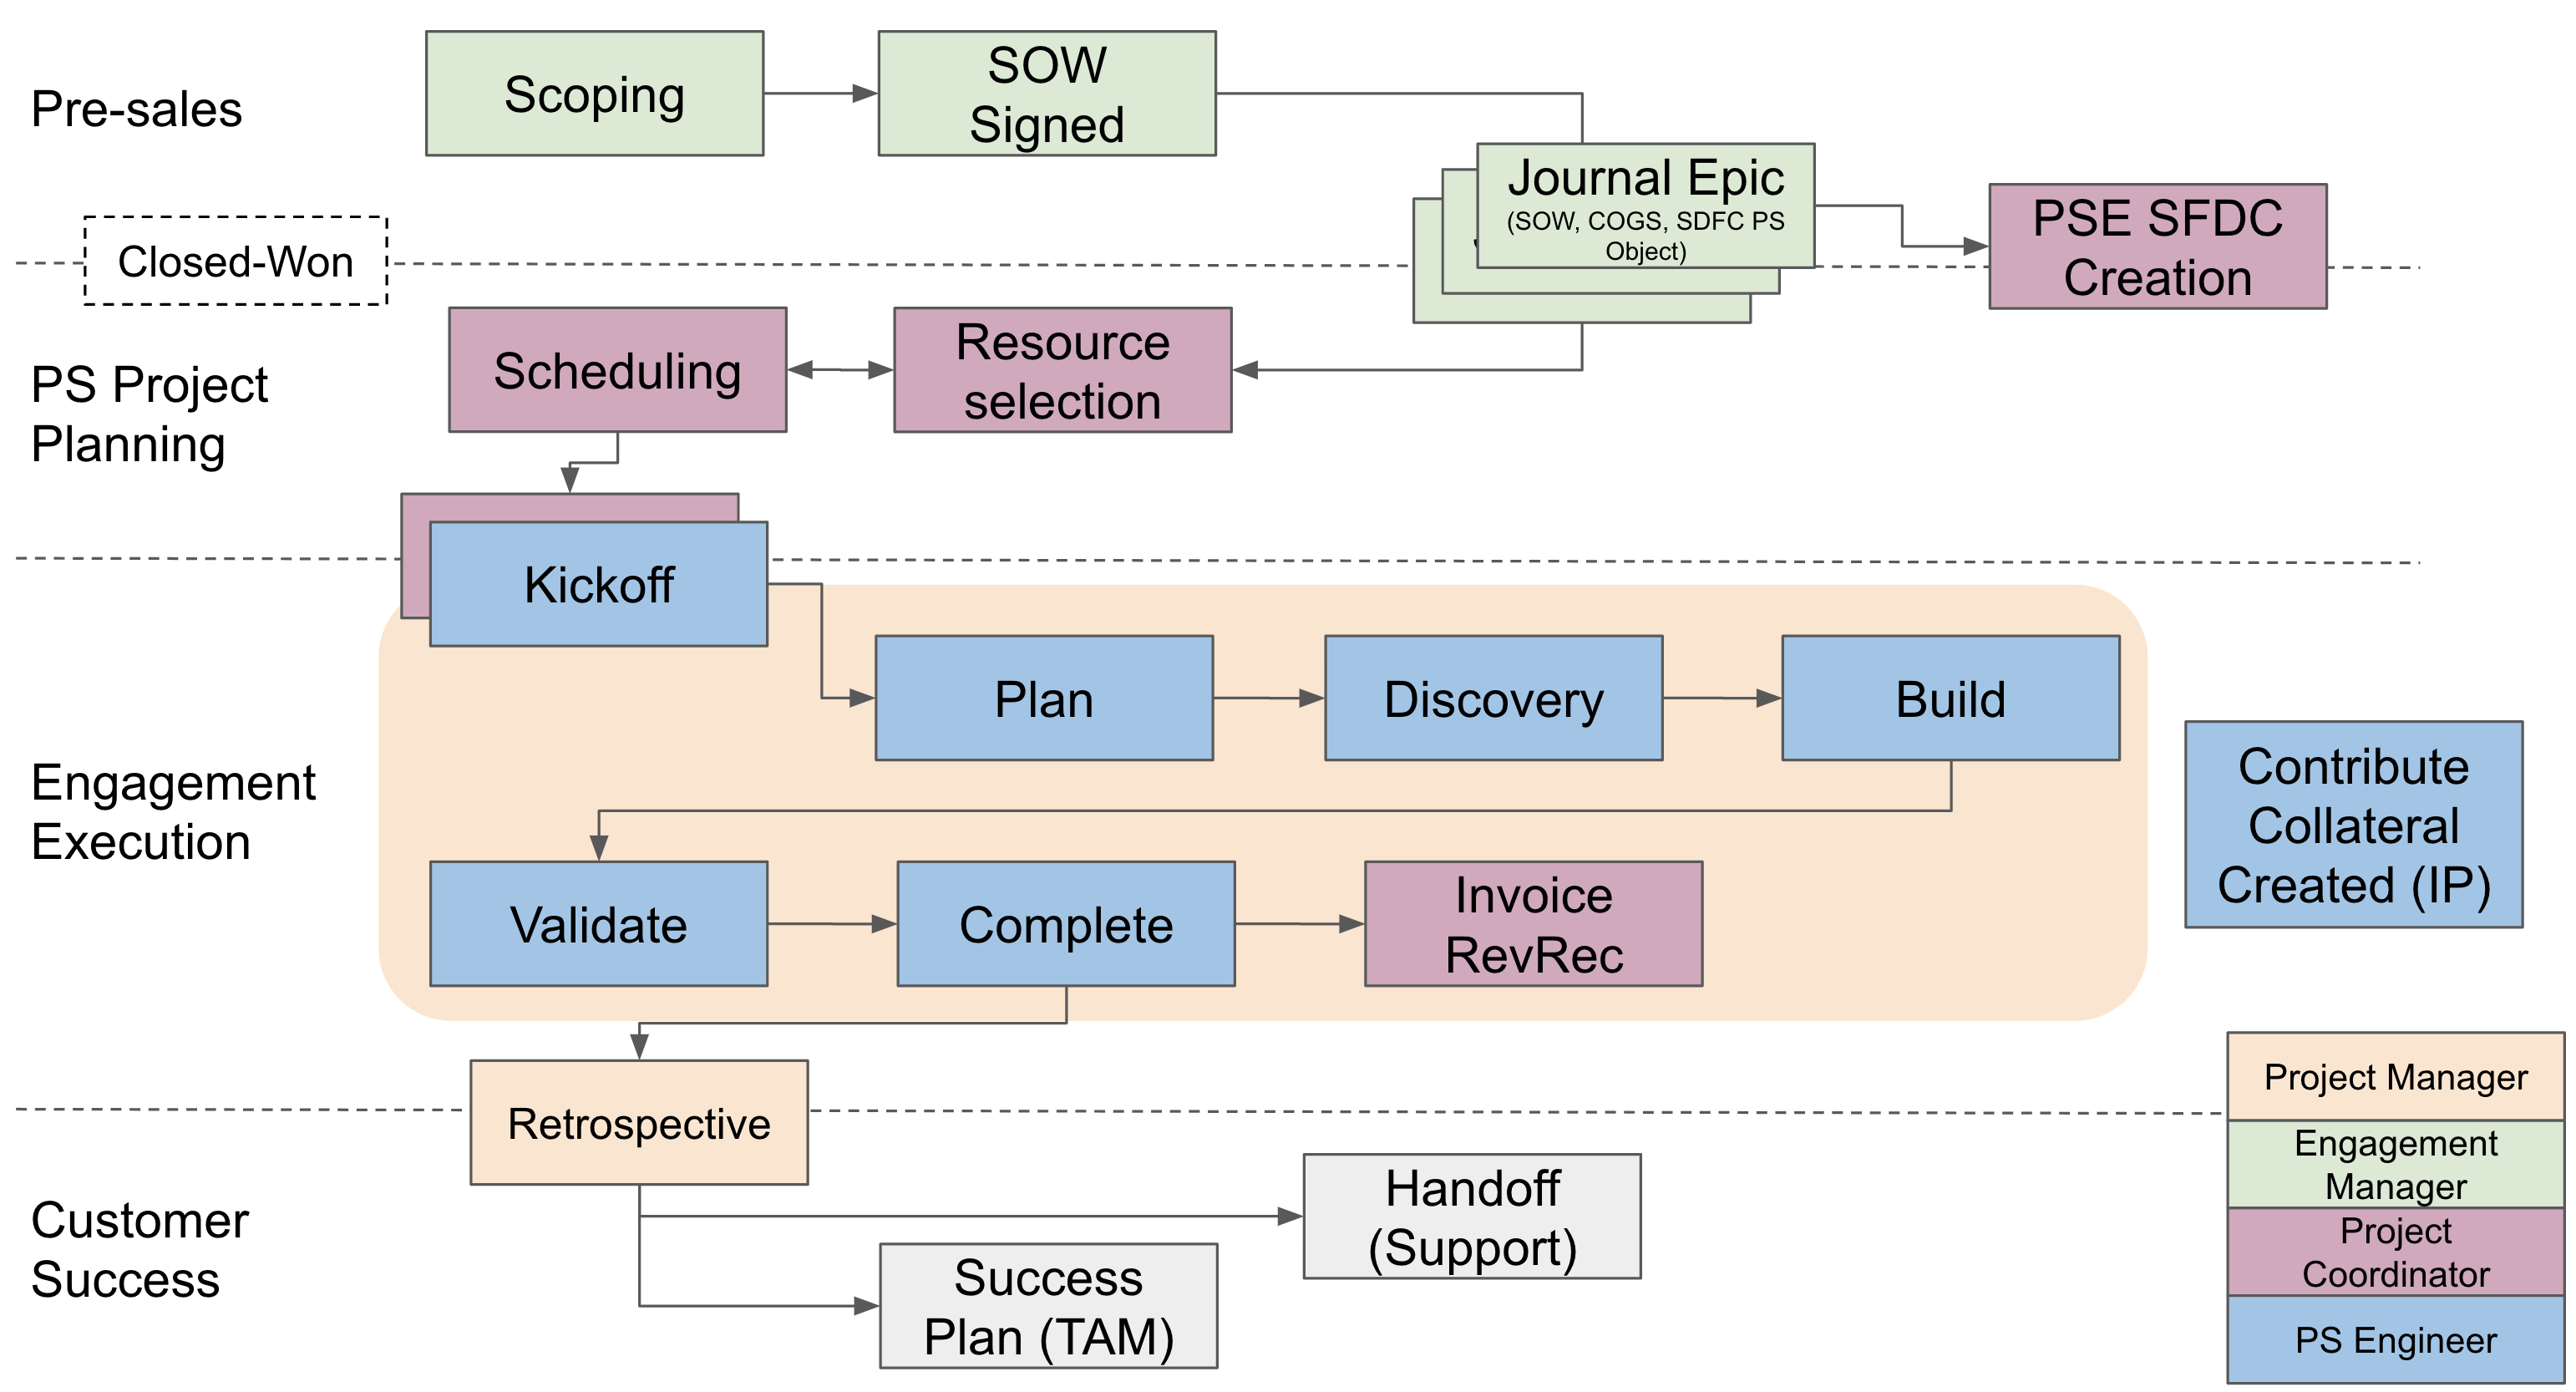 Pre-sales
Scoping
SOW
Signed
Journal Epic
(SOW, COGS, SDFC PS
Object)
PSE SFDC
Creation
Closed-Won
PS Project
Planning
Scheduling
Resource
selection
Kickoff
Engagement
Execution
Plan
Discovery
Build
Contribute
Collateral
Created (IP)
Validate
Complete
Invoice
RevRec
Retrospective
Customer
Success
Handoff
(Support)
Success
Plan (TAM)
Project Manager
Engagement
Manager
Project
Coordinator
PS Engineer